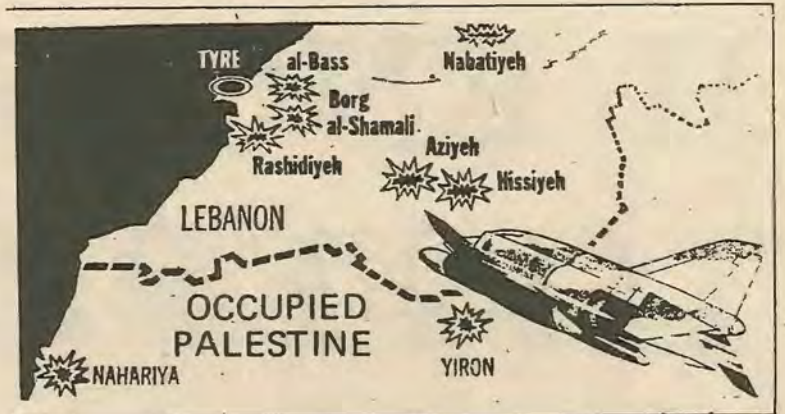 TYRE
al-Bass
Nabatiyeh
Borg
al-Shamali
Rashidiyeh
Aziyeh
Hissiyeh
LEBANON
OCCUPIED
PALESTINE
NAHARIYA
YIRON